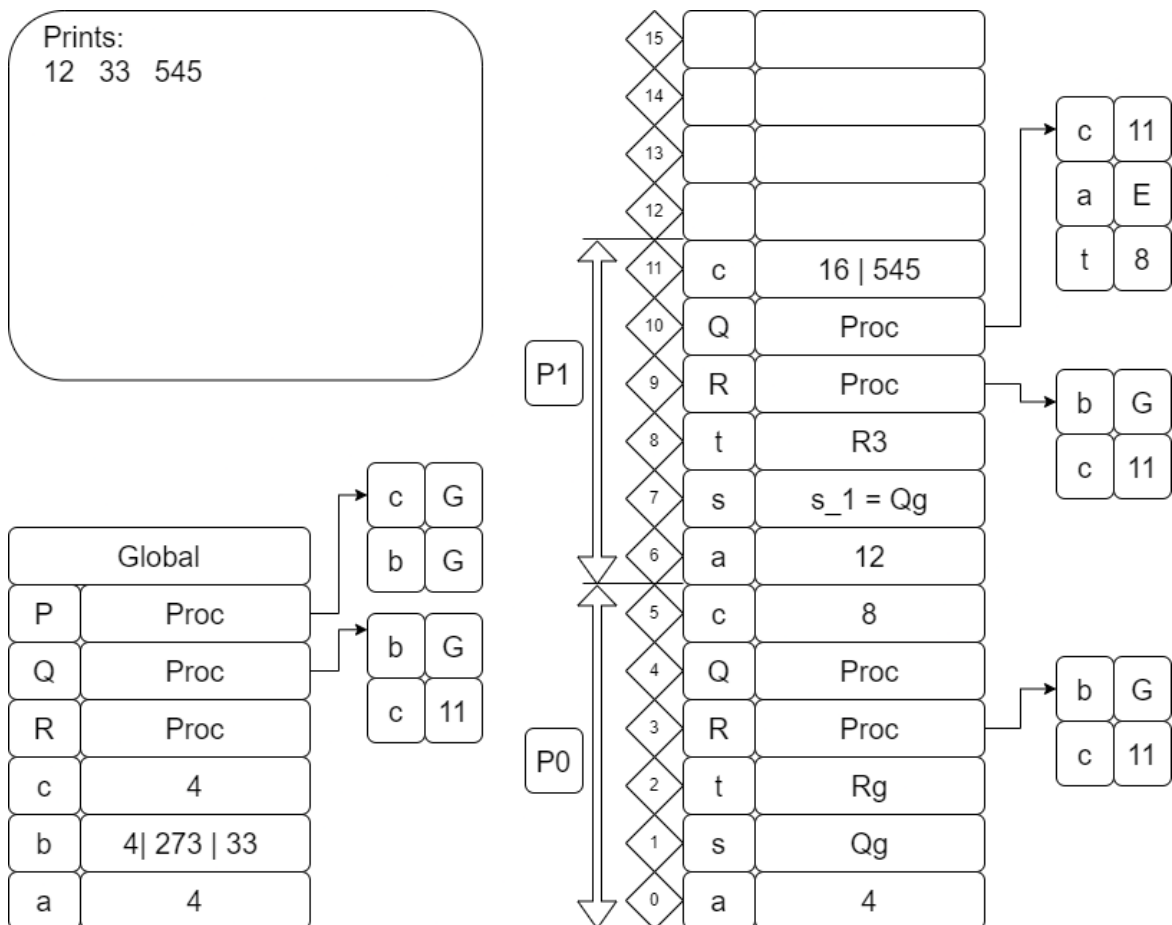 Prints:
12 33 545
Global
P Proc
Q Proc
R Proc
c 4
b 4| 273 | 33
a 4
c G
b G
b G
c 11
P1
P0
15
14
13
12
11 c 16 | 545
10 Q Proc
9 R Proc
8 t R3
7 s s_1 = Qg
6 a 12
5 c 8
4 Q Proc
3 R Proc
2 t Rg
1 s Qg
0 a 4
c 11
a E
t 8
b G
c 11
b G
c 11